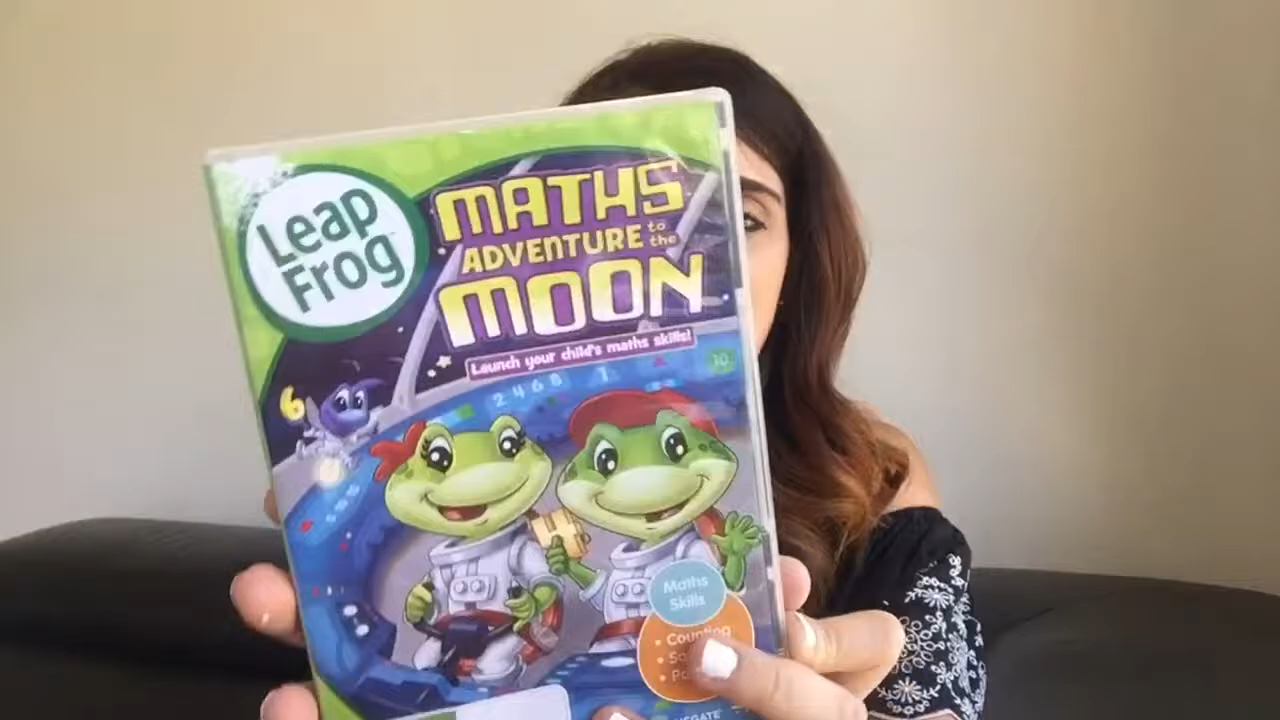 Leap
Frog
MATHS
ADVENTURE to the
MOON
Launch your child's maths skills!
10
6
2 4 6 8 1
Maths
Skills
• Counting